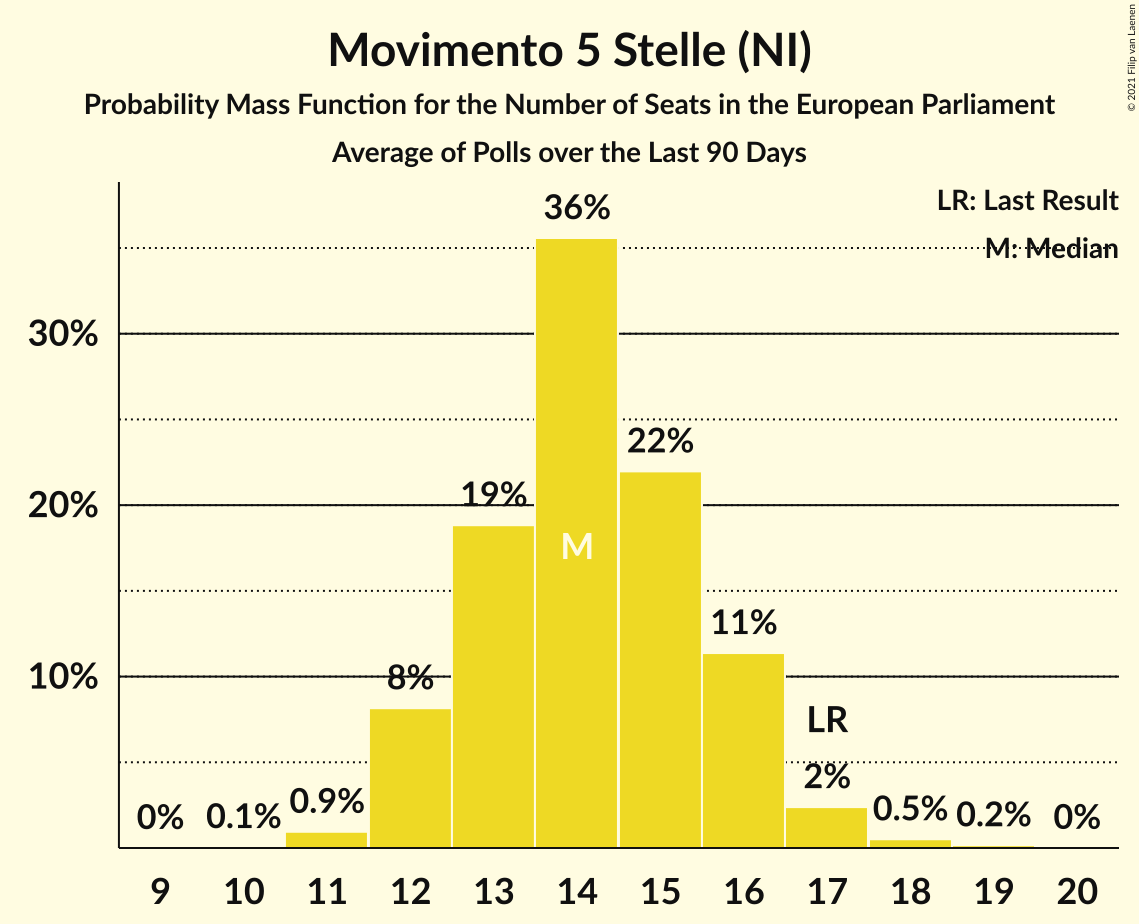 Movimento 5 Stelle (NI)
Probability Mass Function for the Number of Seats in the European Parliament
Average of Polls over the Last 90 Days
© 2021 Filip van Laenen
LR: Last Result
M: Median
30%
20%
10%
0%
0.1%
0.9%
8%
19%
36%
M
22%
11%
LR
2%
0.5%
0.2%
0%
9 10 11 12 13 14 15 16 17 18 19 20